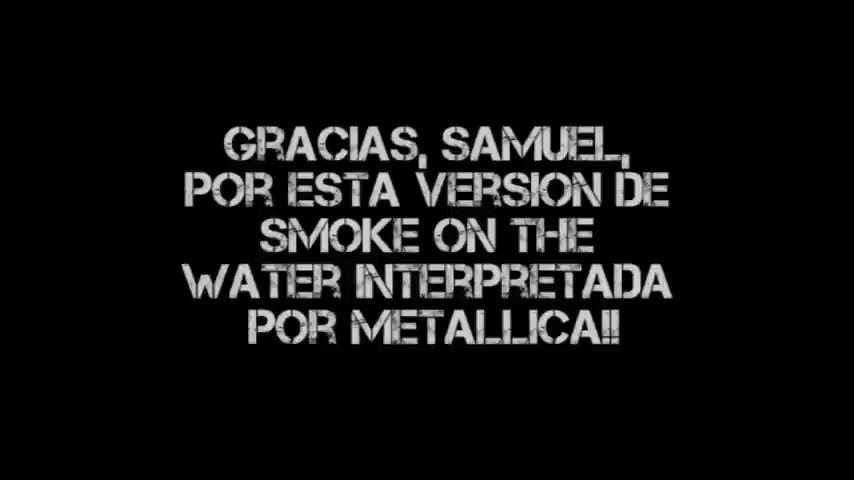 GRACIAS, SAMUEL,
POR ESTA VERSION DE
SMOKE ON THE
WATER INTERPRETADA
POR METALLICA!!